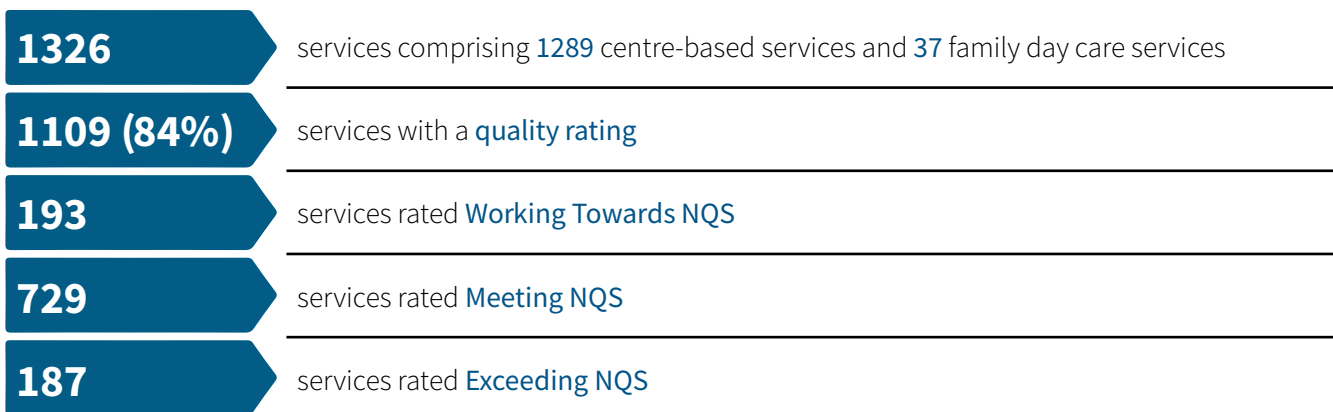 1326 services comprising 1289 centre-based services and 37 family day care services
1109 (84%) services with a quality rating
193 services rated Working Towards NQS
729 services rated Meeting NQS
187 services rated Exceeding NQS